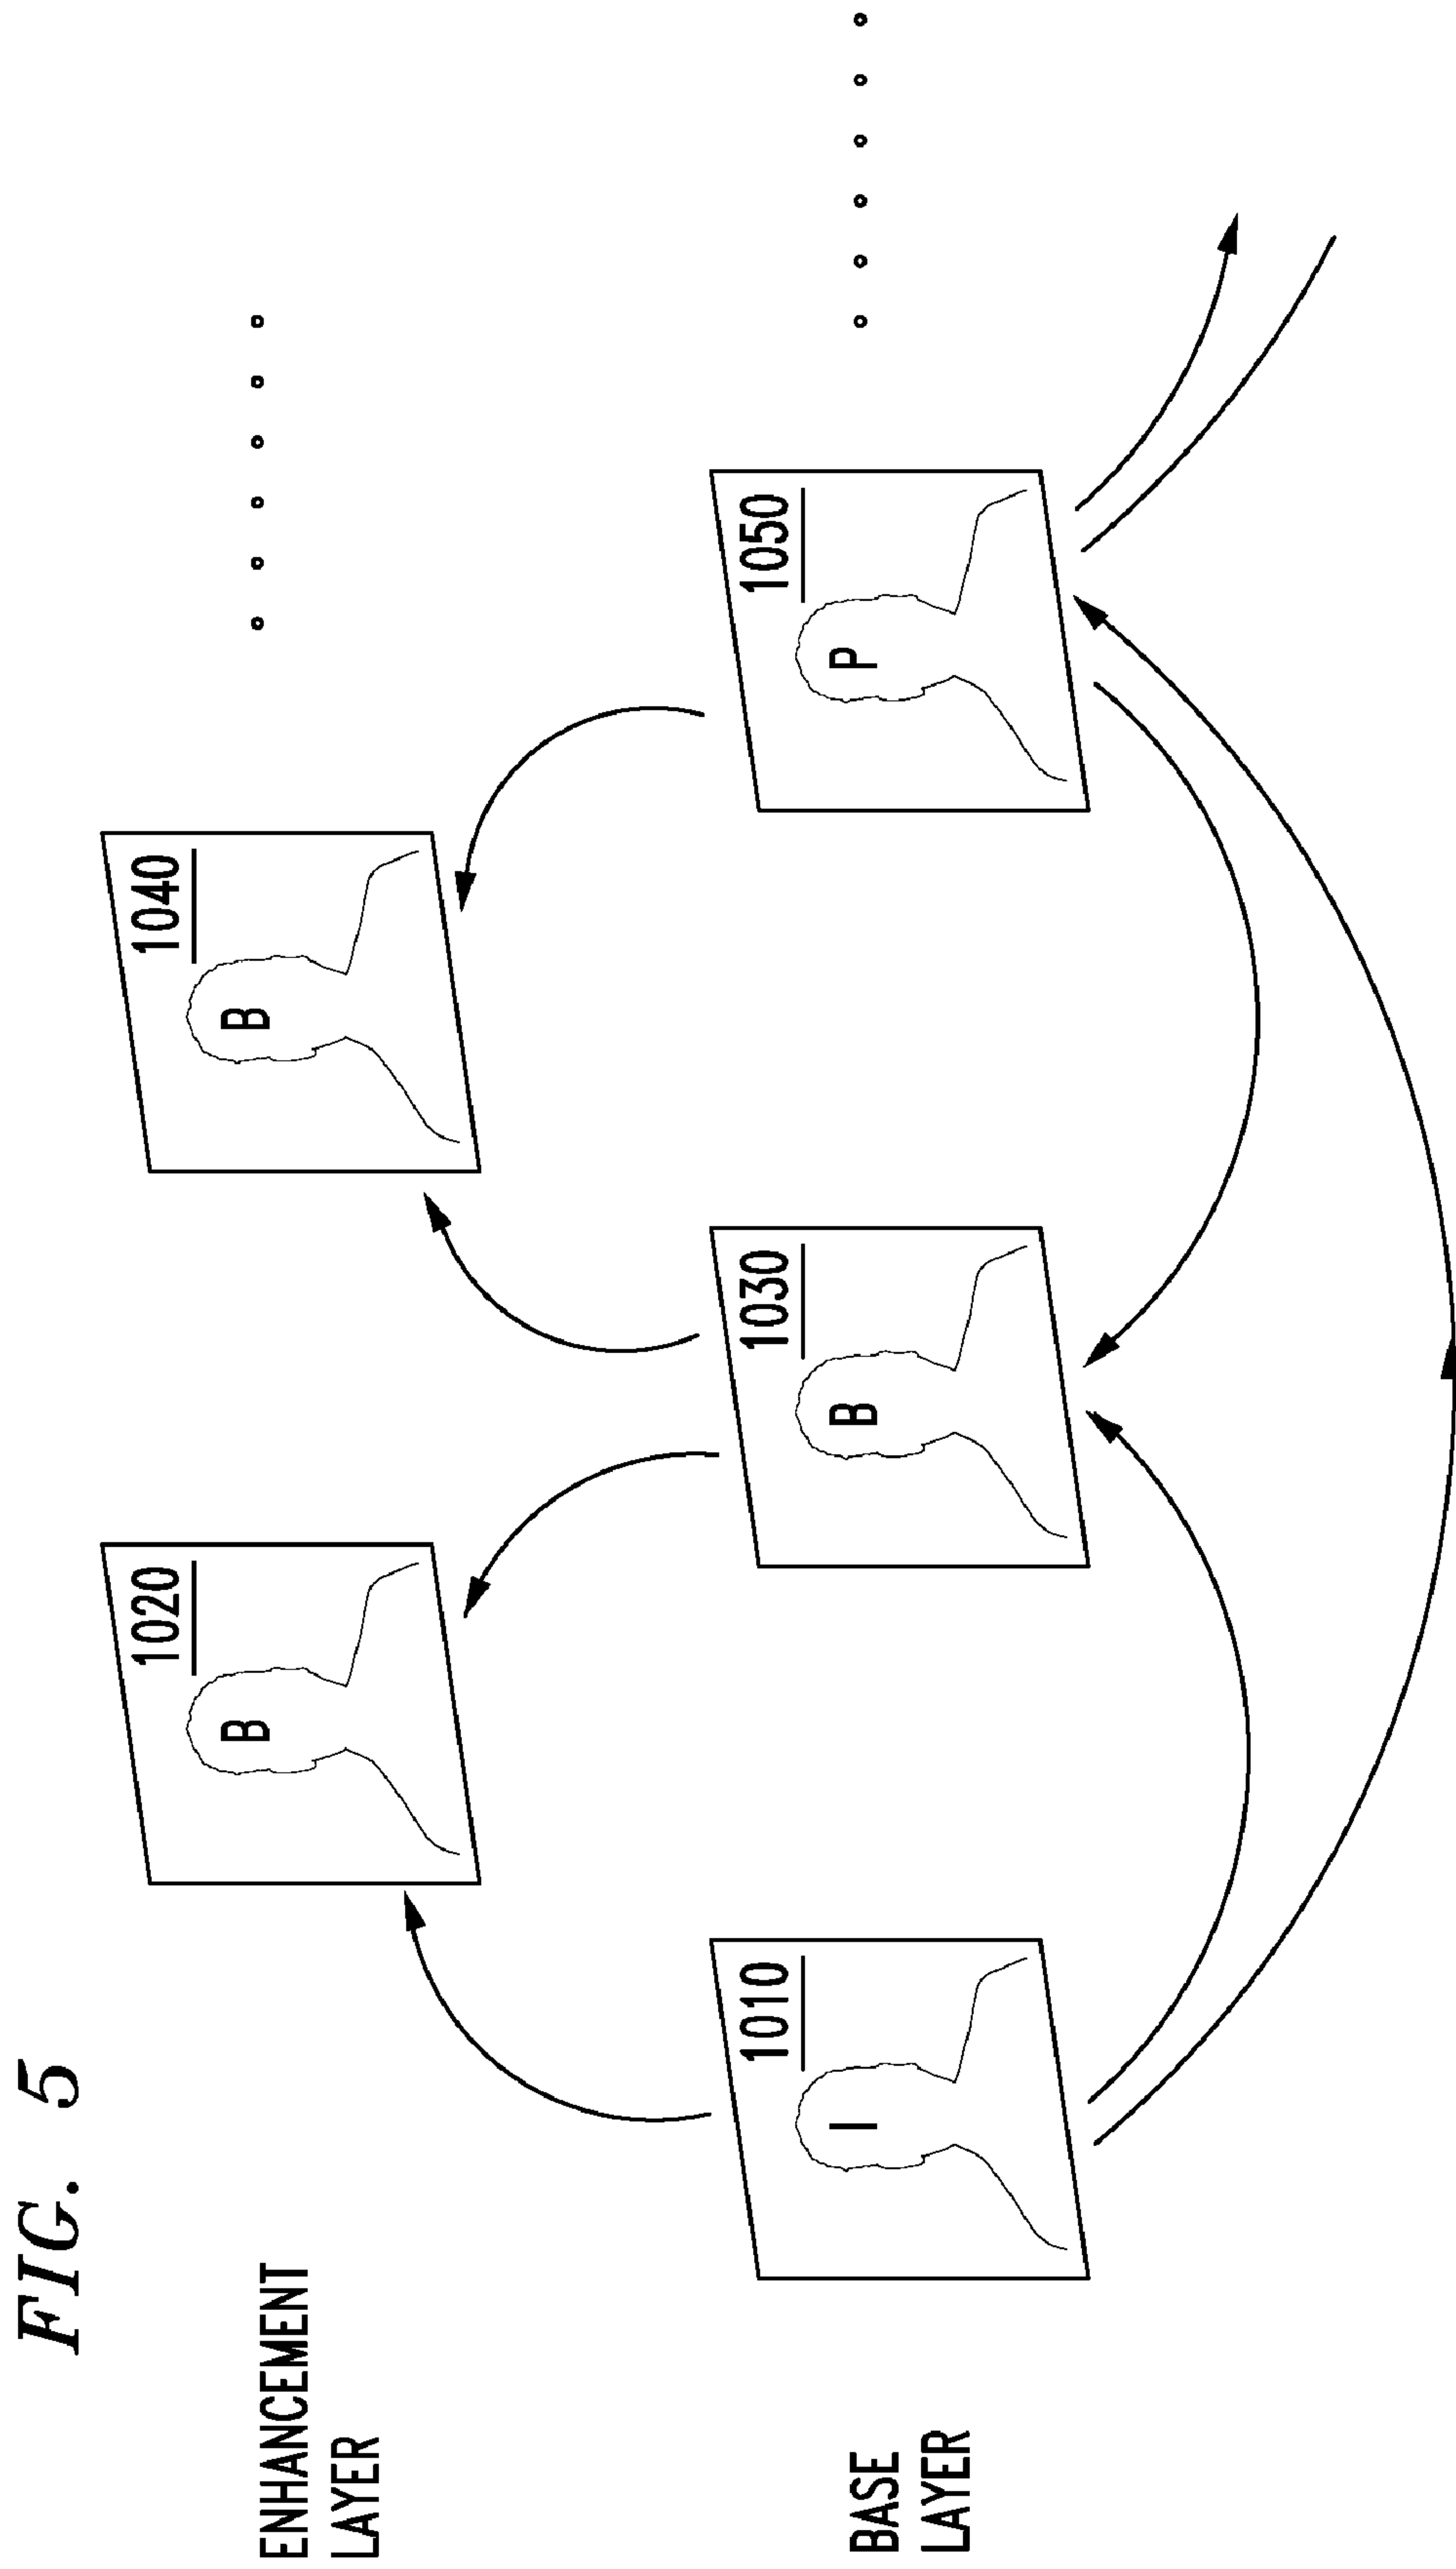 FIG. 5
ENHANCEMENT
LAYER
1020
B
1040
B
BASE
LAYER
1010
I
1030
B
1050
P